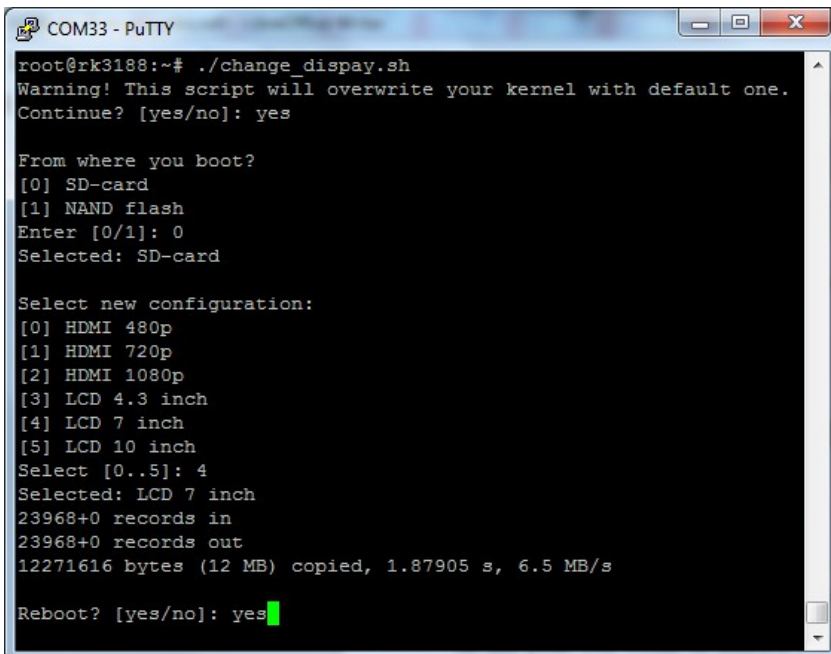 COM33 - PuTTY
root@rk3188:~# ./change_dispay.sh
Warning! This script will overwrite your kernel with default one.
Continue? [yes/no]: yes
From where you boot?
[0] SD-card
[1] NAND flash
Enter [0/1]: 0
Selected: SD-card
Select new configuration:
[0] HDMI 480p
[1] HDMI 720p
[2] HDMI 1080p
[3] LCD 4.3 inch
[4] LCD 7 inch
[5] LCD 10 inch
Select [0..5]: 4
Selected: LCD 7 inch
23968+0 records in
23968+0 records out
12271616 bytes (12 MB) copied, 1.87905 s, 6.5 MB/s
Reboot? [yes/no]: yes